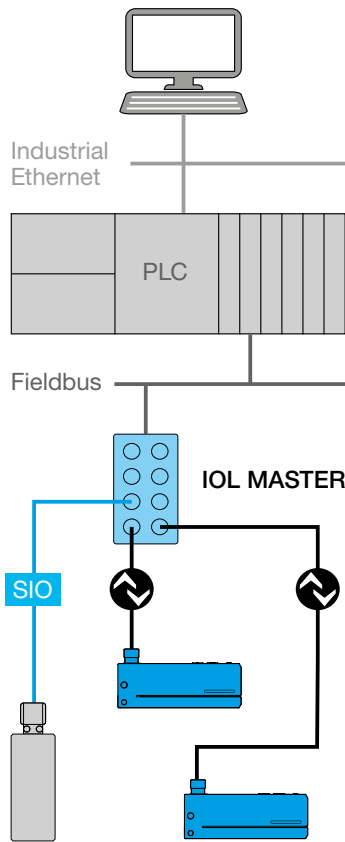 Industrial
Ethernet
PLC
Fieldbus
IOL MASTER
SIO